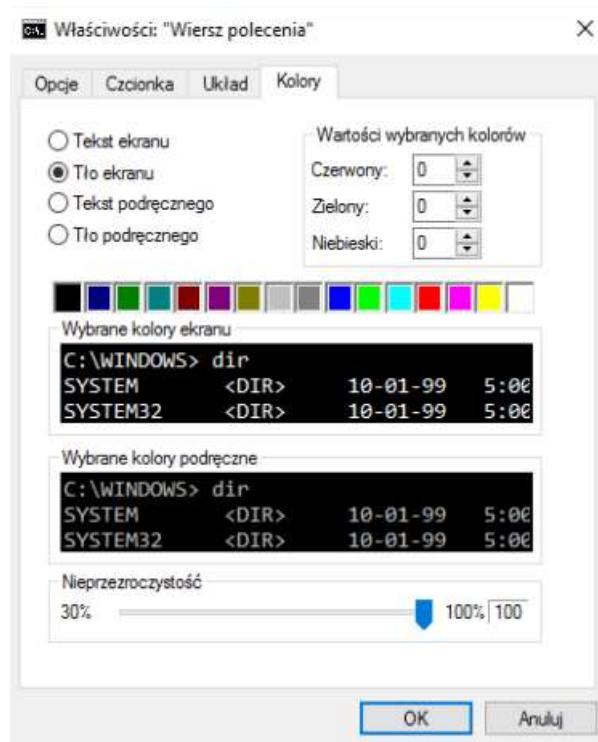 Właściwości: "Wiersz polecenia"
Opcje Czcionka Układ Kolory
Tekst ekranu
Tło ekranu
Tekst podręcznego
Tło podręcznego
Wartości wybranych kolorów
Czerwony: 0
Zielony: 0
Niebieski: 0
Wybrane kolory ekranu
C:\WINDOWS> dir
SYSTEM <DIR> 10-01-99 5:00
SYSTEM32 <DIR> 10-01-99 5:00
Wybrane kolory podręczne
C:\WINDOWS> dir
SYSTEM <DIR> 10-01-99 5:00
SYSTEM32 <DIR> 10-01-99 5:00
Nieprzezroczystość
30% 100% 100
OK Anuluj